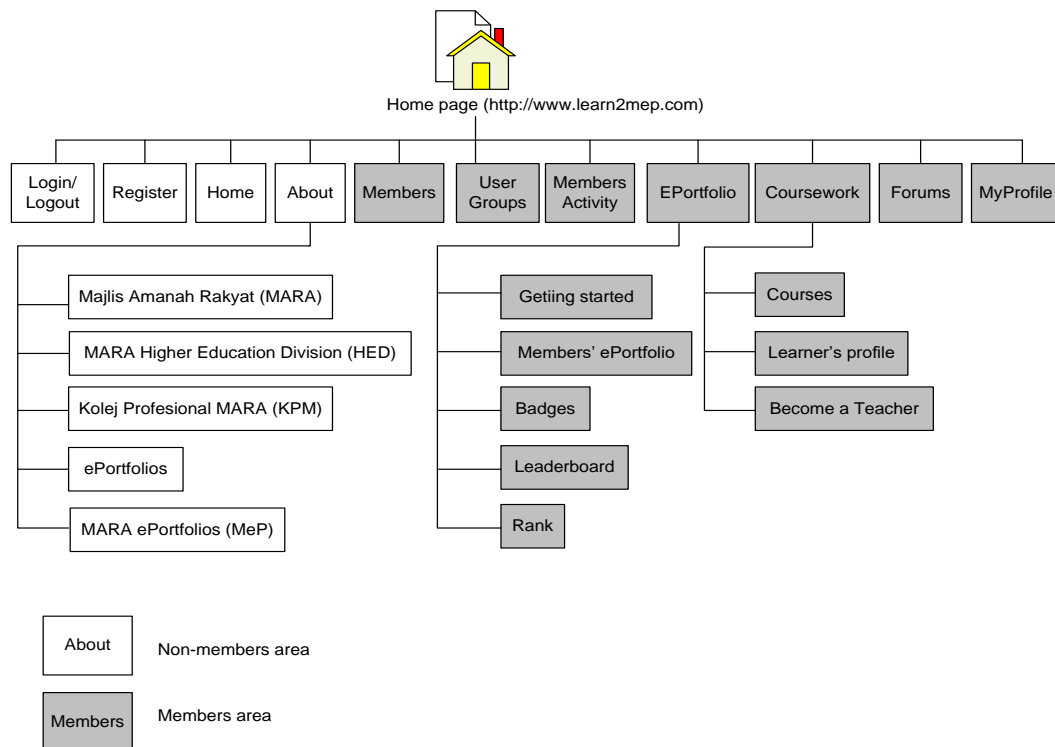 Home page (http://www.learn2mep.com)
Login/
Logout
Register
Home
About
Members
User
Groups
Members
Activity
EPortfolio
Coursework
Forums
MyProfile
Majlis Amanah Rakyat (MARA)
MARA Higher Education Division (HED)
Kolej Profesional MARA (KPM)
ePortfolios
MARA ePortfolios (MeP)
Getiing started
Members' ePortfolio
Badges
Leaderboard
Rank
Courses
Learner's profile
Become a Teacher
About
Non-members area
Members
Members area